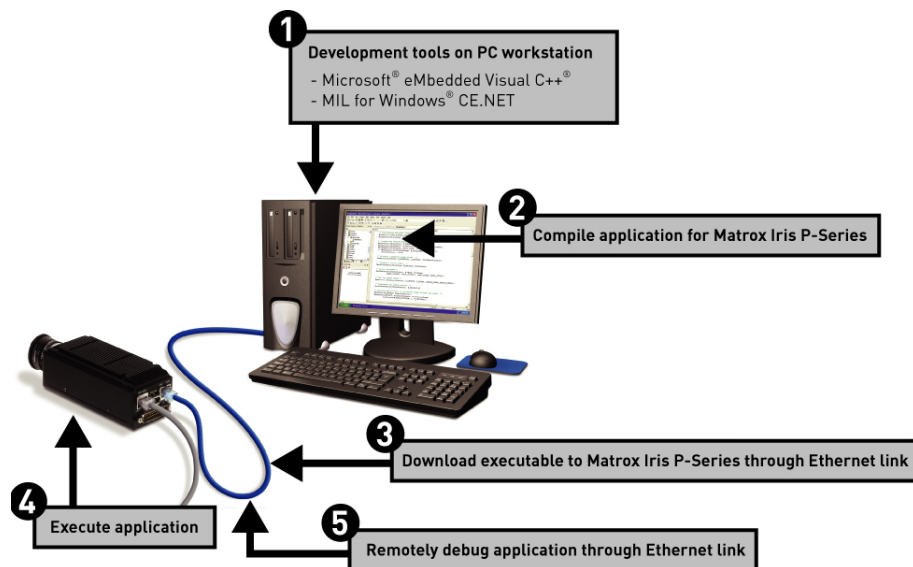 1
Development tools on PC workstation
- Microsoft® eMbedded Visual C++®
- MIL for Windows® CE.NET
2
Compile application for Matrox Iris P-Series
3
Download executable to Matrox Iris P-Series through Ethernet link
4
Execute application
5
Remotely debug application through Ethernet link